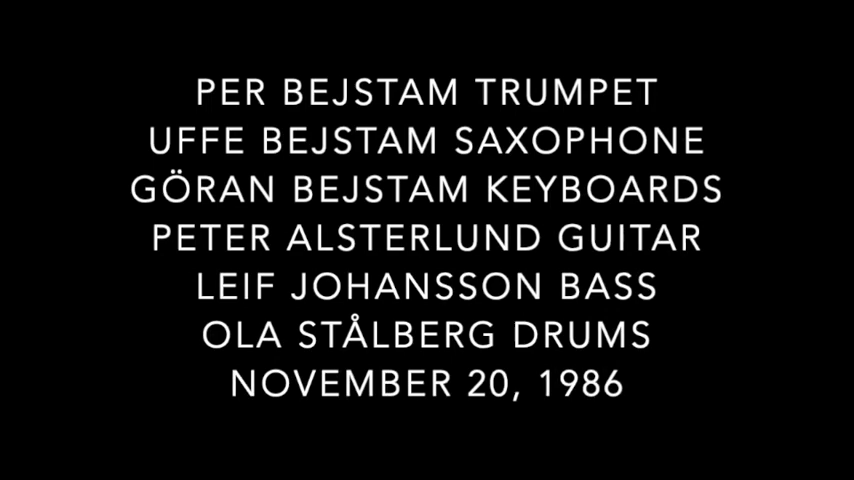 PER BEJSTAM TRUMPET
UFFE BEJSTAM SAXOPHONE
GÖRAN BEJSTAM KEYBOARDS
PETER ALSTERLUND GUITAR
LEIF JOHANSSON BASS
OLA STÅLBERG DRUMS
NOVEMBER 20, 1986